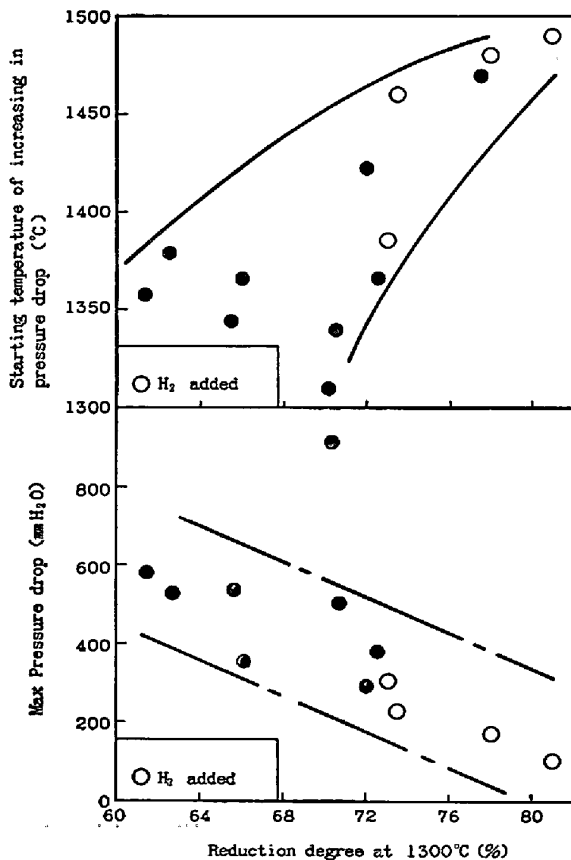 Starting temperature of increasing in
pressure drop (°C)
1500
1450
1400
1350
1300
○ H₂ added
Max Pressure drop (mmH₂O)
800
600
400
200
0
○ H₂ added
60 64 68 72 76 80
Reduction degree at 1300°C (%)